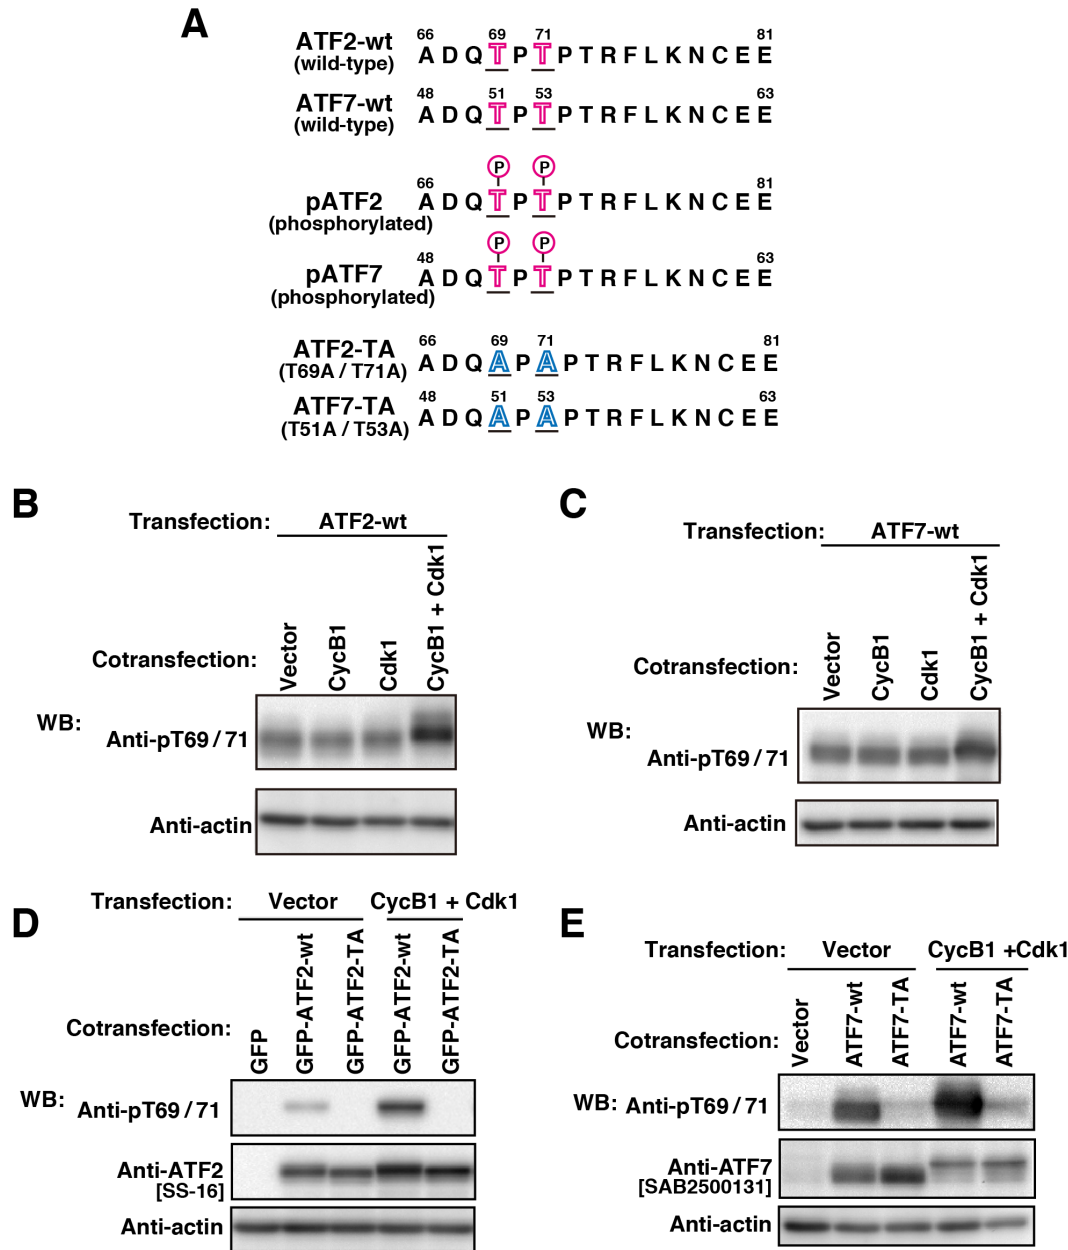 A
66 69 71 81
ATF2-wt A D Q T P T P T R F L K N C E E
(wild-type)
48 51 53 63
ATF7-wt A D Q T P T P T R F L K N C E E
(wild-type)
P P
66 81
pATF2 A D Q T P T P T R F L K N C E E
(phosphorylated)
P P
48 63
pATF7 A D Q T P T P T R F L K N C E E
(phosphorylated)
66 69 71 81
ATF2-TA A D Q A P A P T R F L K N C E E
(T69A / T71A)
48 51 53 63
ATF7-TA A D Q A P A P T R F L K N C E E
(T51A / T53A)
B
Transfection: ATF2-wt
Cotransfection: Vector CycB1 Cdk1 CycB1 + Cdk1
WB: Anti-pT69 / 71
Anti-actin
C
Transfection: ATF7-wt
Cotransfection: Vector CycB1 Cdk1 CycB1 + Cdk1
WB: Anti-pT69 / 71
Anti-actin
D
Transfection: Vector CycB1 + Cdk1
Cotransfection: GFP GFP-ATF2-wt GFP-ATF2-TA GFP-ATF2-wt GFP-ATF2-TA
WB: Anti-pT69 / 71
Anti-ATF2
[SS-16]
Anti-actin
E
Transfection: Vector CycB1 +Cdk1
Cotransfection: Vector ATF7-wt ATF7-TA ATF7-wt ATF7-TA
WB: Anti-pT69 / 71
Anti-ATF7
[SAB2500131]
Anti-actin